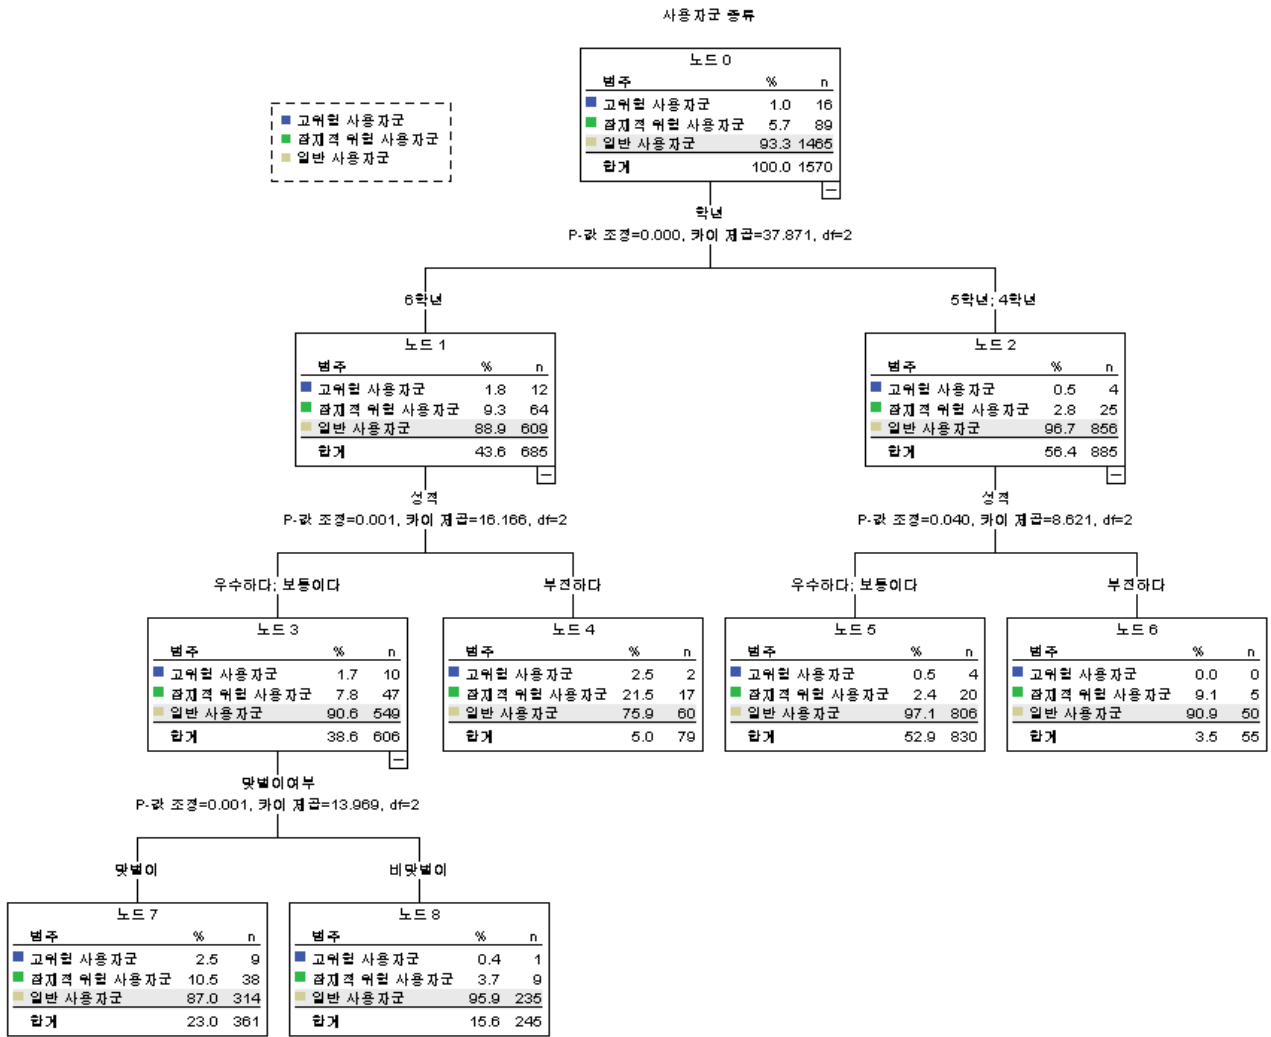 사용자군 종류
고위험 사용자군
잠재적 위험 사용자군
일반 사용자군
노드 0
범주 % n
고위험 사용자군 1.0 16
잠재적 위험 사용자군 5.7 89
일반 사용자군 93.3 1465
합계 100.0 1570
학년
P-값 조정=0.000, 카이 제곱=37.871, df=2
6학년
5학년; 4학년
노드 1
범주 % n
고위험 사용자군 1.8 12
잠재적 위험 사용자군 9.3 64
일반 사용자군 88.9 609
합계 43.6 685
노드 2
범주 % n
고위험 사용자군 0.5 4
잠재적 위험 사용자군 2.8 25
일반 사용자군 96.7 856
합계 56.4 885
성적
P-값 조정=0.001, 카이 제곱=16.166, df=2
성적
P-값 조정=0.040, 카이 제곱=8.621, df=2
우수하다; 보통이다
부진하다
우수하다; 보통이다
부진하다
노드 3
범주 % n
고위험 사용자군 1.7 10
잠재적 위험 사용자군 7.8 47
일반 사용자군 90.6 549
합계 38.6 606
노드 4
범주 % n
고위험 사용자군 2.5 2
잠재적 위험 사용자군 21.5 17
일반 사용자군 75.9 60
합계 5.0 79
노드 5
범주 % n
고위험 사용자군 0.5 4
잠재적 위험 사용자군 2.4 20
일반 사용자군 97.1 806
합계 52.9 830
노드 6
범주 % n
고위험 사용자군 0.0 0
잠재적 위험 사용자군 9.1 5
일반 사용자군 90.9 50
합계 3.5 55
맞벌이여부
P-값 조정=0.001, 카이 제곱=13.969, df=2
맞벌이
비맞벌이
노드 7
범주 % n
고위험 사용자군 2.5 9
잠재적 위험 사용자군 10.5 38
일반 사용자군 87.0 314
합계 23.0 361
노드 8
범주 % n
고위험 사용자군 0.4 1
잠재적 위험 사용자군 3.7 9
일반 사용자군 95.9 235
합계 15.6 245